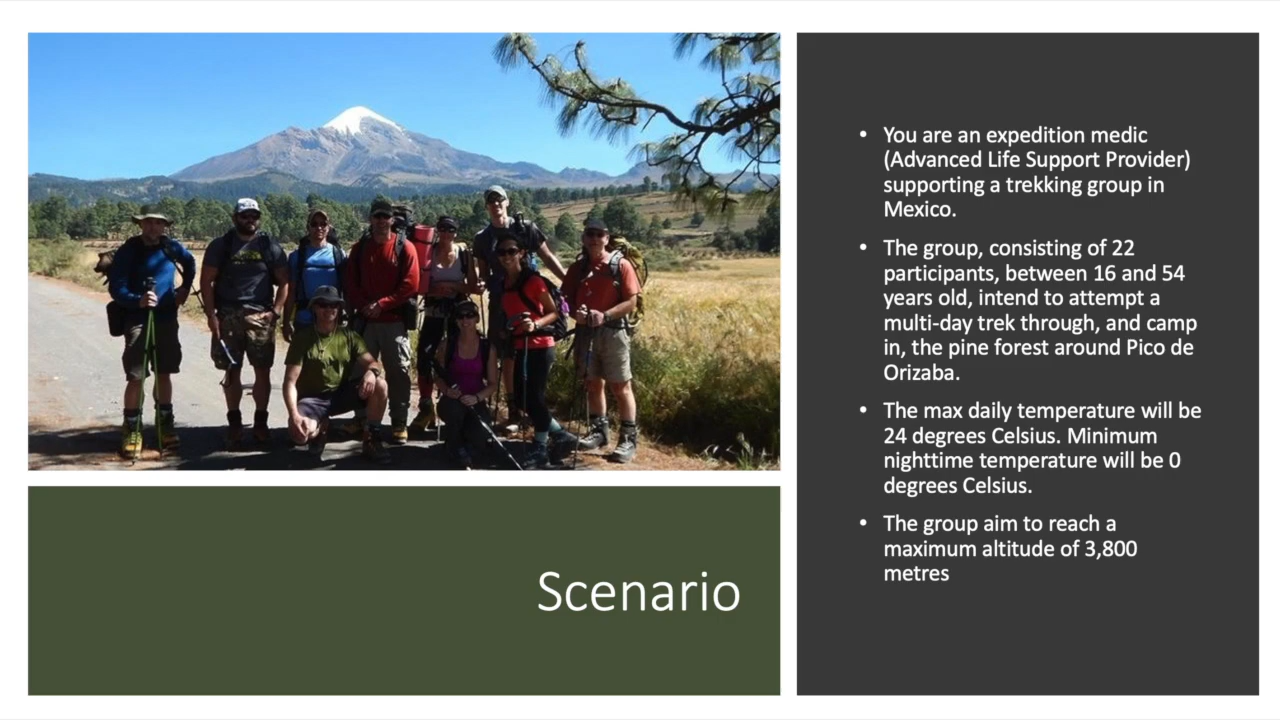 Scenario
• You are an expedition medic
(Advanced Life Support Provider)
supporting a trekking group in
Mexico.
• The group, consisting of 22
participants, between 16 and 54
years old, intend to attempt a
multi-day trek through, and camp
in, the pine forest around Pico de
Orizaba.
• The max daily temperature will be
24 degrees Celsius. Minimum
nighttime temperature will be 0
degrees Celsius.
• The group aim to reach a
maximum altitude of 3,800
metres